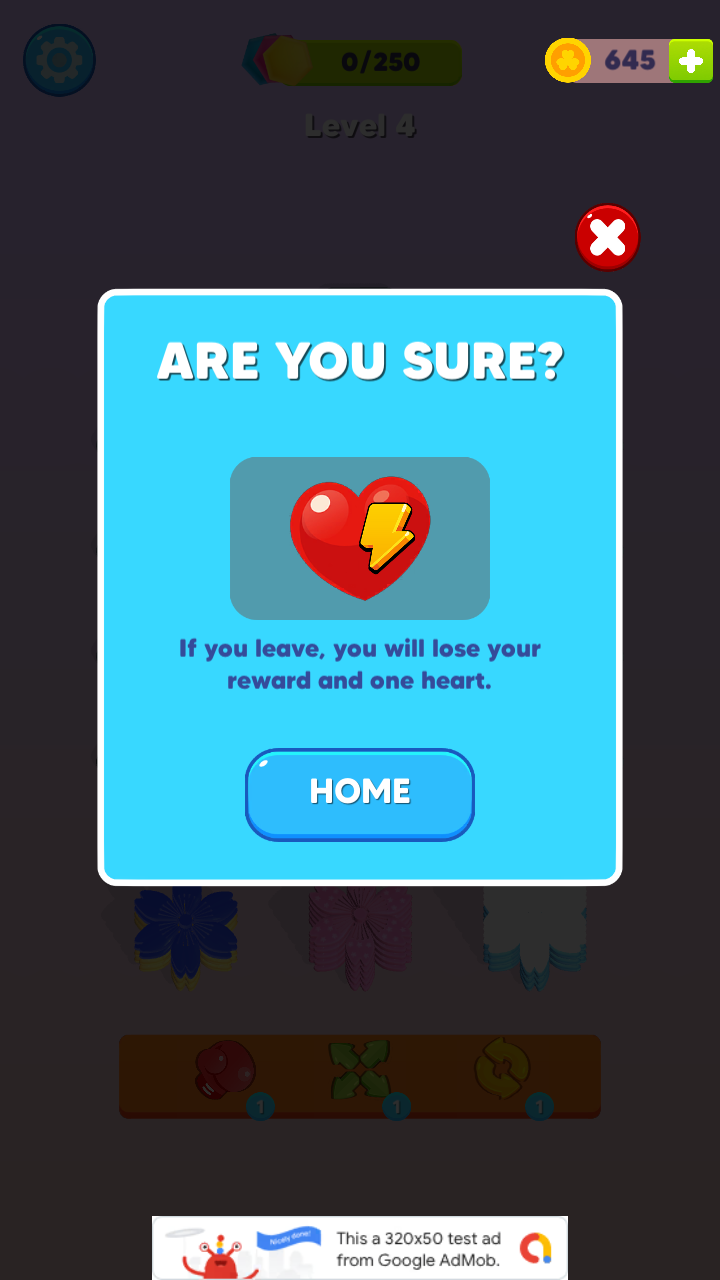 0/250
645
Level 4
ARE YOU SURE?
If you leave, you will lose your
reward and one heart.
HOME
1
1
1
Nicely done!
This a 320x50 test ad
from Google AdMob.